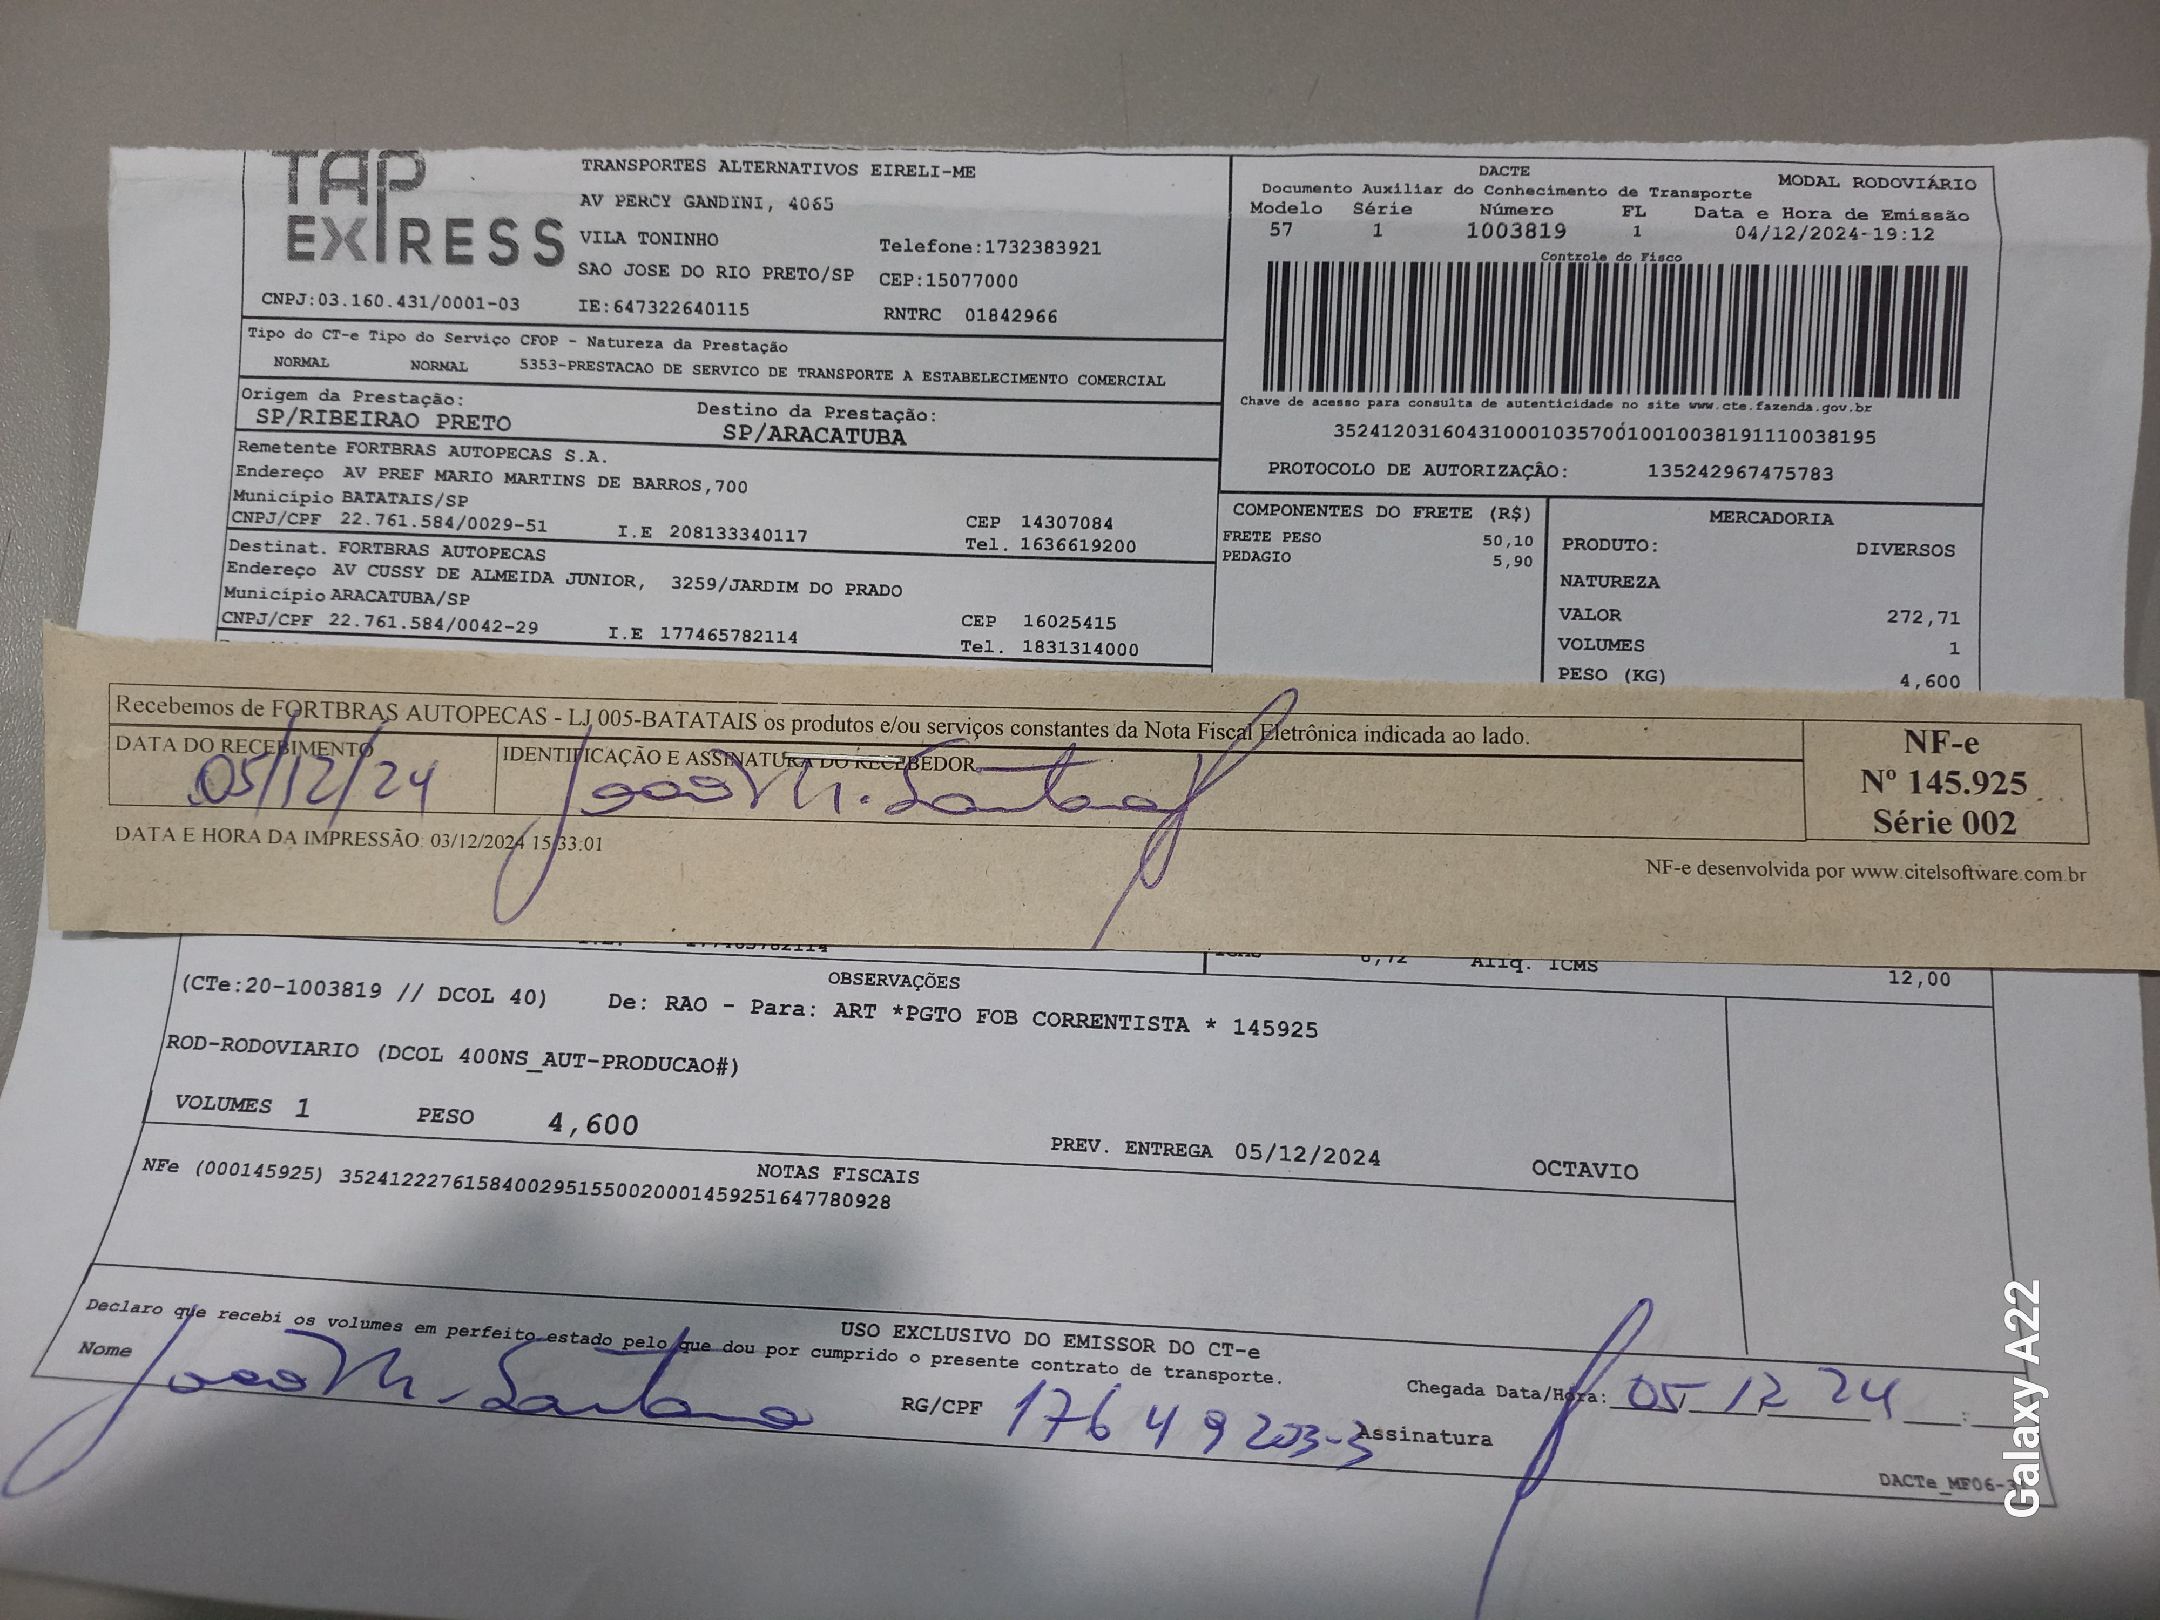 TAP EXPRESS
TRANSPORTES ALTERNATIVOS EIRELI-ME
AV PERCY GANDINI, 4065
VILA TONINHO Telefone:1732383921
SAO JOSE DO RIO PRETO/SP CEP:15077000
CNPJ:03.160.431/0001-03 IE:647322640115 RNTRC 01842966
DACTE
Documento Auxiliar do Conhecimento de Transporte MODAL RODOVIÁRIO
Modelo Série Número FL Data e Hora de Emissão
57 1 1003819 1 04/12/2024-19:12
Controle do Fisco
Chave de acesso para consulta de autenticidade no site www.cte.fazenda.gov.br
35241203160431000103570010010038191110038195
PROTOCOLO DE AUTORIZAÇÃO: 135242967475783
Tipo do CT-e Tipo do Serviço CFOP - Natureza da Prestação
NORMAL NORMAL 5353-PRESTACAO DE SERVICO DE TRANSPORTE A ESTABELECIMENTO COMERCIAL
Origem da Prestação: Destino da Prestação:
SP/RIBEIRAO PRETO SP/ARACATUBA
Remetente FORTBRAS AUTOPECAS S.A.
Endereço AV PREF MARIO MARTINS DE BARROS,700
Município BATATAIS/SP CEP 14307084
CNPJ/CPF 22.761.584/0029-51 I.E 208133340117 Tel. 1636619200
Destinat. FORTBRAS AUTOPECAS
Endereço AV CUSSY DE ALMEIDA JUNIOR, 3259/JARDIM DO PRADO
Município ARACATUBA/SP CEP 16025415
CNPJ/CPF 22.761.584/0042-29 I.E 177465782114 Tel. 1831314000
COMPONENTES DO FRETE (R$)
FRETE PESO 50,10
PEDAGIO 5,90
MERCADORIA
PRODUTO: DIVERSOS
NATUREZA
VALOR 272,71
VOLUMES 1
PESO (KG) 4,600
Recebemos de FORTBRAS AUTOPECAS - LJ 005-BATATAIS os produtos e/ou serviços constantes da Nota Fiscal Eletrônica indicada ao lado.
DATA DO RECEBIMENTO IDENTIFICAÇÃO E ASSINATURA DO RECEBEDOR
05/12/24 Joao M. Santana
NF-e
Nº 145.925
Série 002
DATA E HORA DA IMPRESSÃO: 03/12/2024 15:33:01
NF-e desenvolvida por www.citelsoftware.com.br
177465782114
ICMS 6,72 Aliq. ICMS 12,00
OBSERVAÇÕES
(CTe:20-1003819 // DCOL 40) De: RAO - Para: ART *PGTO FOB CORRENTISTA * 145925
ROD-RODOVIARIO (DCOL 400NS_AUT-PRODUCAO#)
VOLUMES 1 PESO 4,600 PREV. ENTREGA 05/12/2024 OCTAVIO
NOTAS FISCAIS
NFe (000145925) 35241222761584002951550020001459251647780928
USO EXCLUSIVO DO EMISSOR DO CT-e
Declaro que recebi os volumes em perfeito estado pelo que dou por cumprido o presente contrato de transporte.
Nome Joao M. Santana RG/CPF 17649203-3 Assinatura
Chegada Data/Hora: 05 12 24
DACTe_MF06-
Galaxy A22